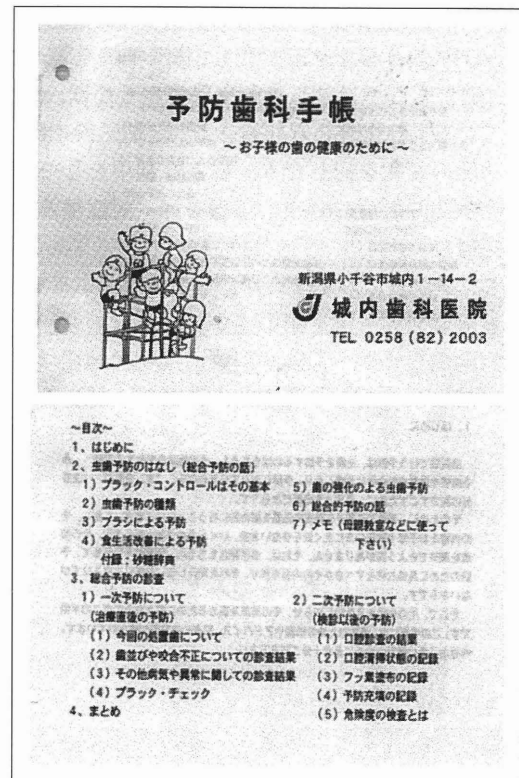 予防歯科手帳
～お子様の歯の健康のために～
新潟県小千谷市城内1－14－2
城内歯科医院
TEL 0258 (82) 2003
～目次～
1、はじめに
2、虫歯予防のはなし（総合予防の話）
1）プラック・コントロールはその基本
2）虫歯予防の種類
3）ブラシによる予防
4）食生活改善による予防
付録：砂糖辞典
5）歯の強化のよる虫歯予防
6）総合的予防の話
7）メモ（母親教室などに使って
下さい）
3、総合予防の診査
1）一次予防について
（治療直後の予防）
（1）今回の処置歯について
（2）歯並びや咬合不正についての診査結果
（3）その他病気や異常に関しての診査結果
（4）プラック・チェック
2）二次予防について
（検診以後の予防）
（1）口腔診査の結果
（2）口腔清掃状態の記録
（3）フッ素塗布の記録
（4）予防充填の記録
（5）危険度の検査とは
4、まとめ